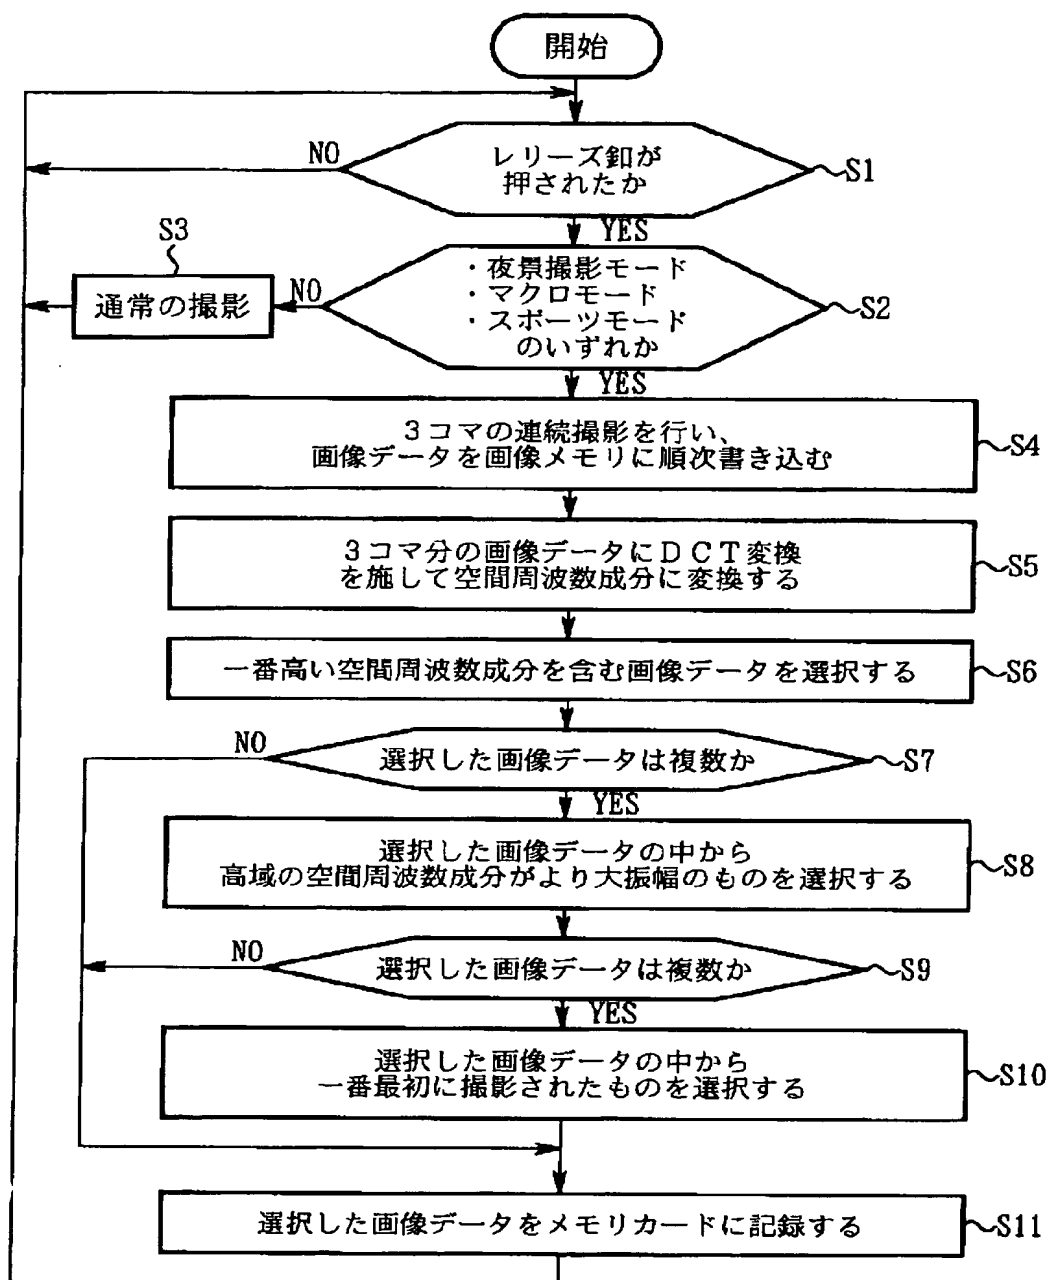 開始
レリーズ釦が
押されたか
S1
NO
YES
S3
通常の撮影
NO
・夜景撮影モード
・マクロモード
・スポーツモード
のいずれか
S2
YES
3コマの連続撮影を行い、
画像データを画像メモリに順次書き込む
S4
3コマ分の画像データにDCT変換
を施して空間周波数成分に変換する
S5
一番高い空間周波数成分を含む画像データを選択する
S6
NO
選択した画像データは複数か
S7
YES
選択した画像データの中から
高域の空間周波数成分がより大振幅のものを選択する
S8
NO
選択した画像データは複数か
S9
YES
選択した画像データの中から
一番最初に撮影されたものを選択する
S10
選択した画像データをメモリカードに記録する
S11